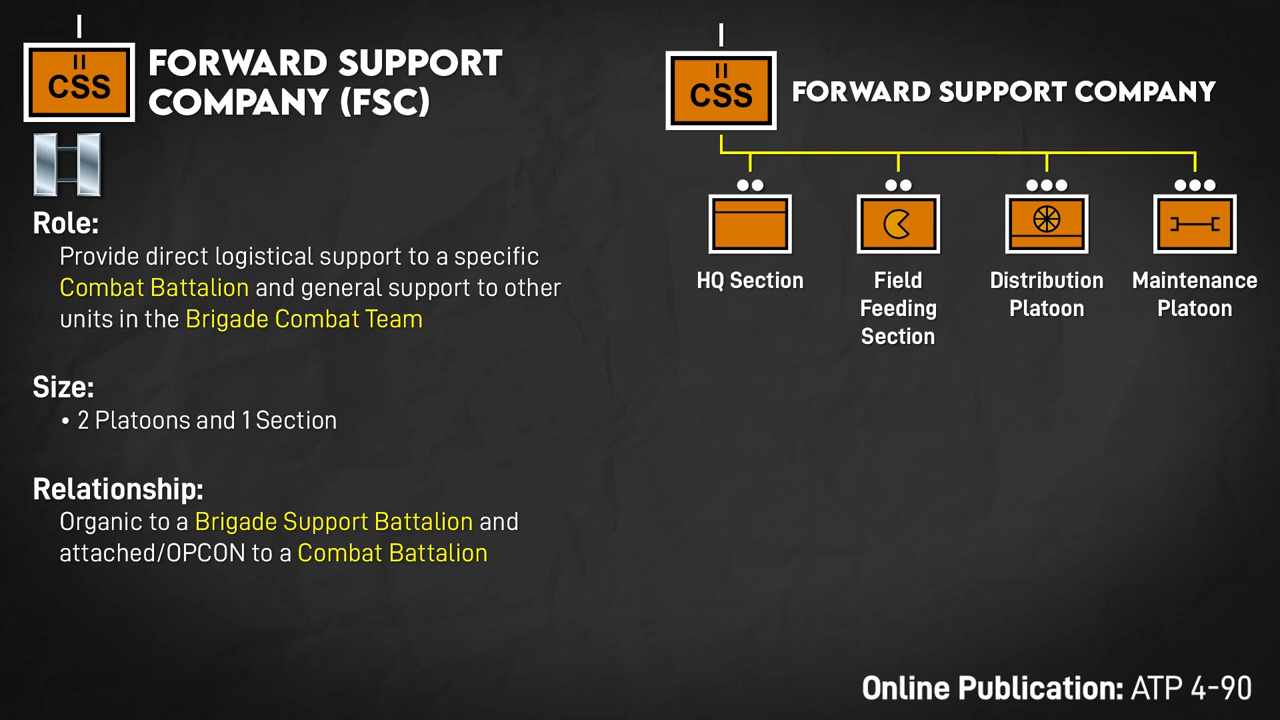 CSS
FORWARD SUPPORT
COMPANY (FSC)
Role:
Provide direct logistical support to a specific
Combat Battalion and general support to other
units in the Brigade Combat Team
Size:
• 2 Platoons and 1 Section
Relationship:
Organic to a Brigade Support Battalion and
attached/OPCON to a Combat Battalion
CSS
FORWARD SUPPORT COMPANY
HQ Section
Field
Feeding
Section
Distribution
Platoon
Maintenance
Platoon
Online Publication: ATP 4-90